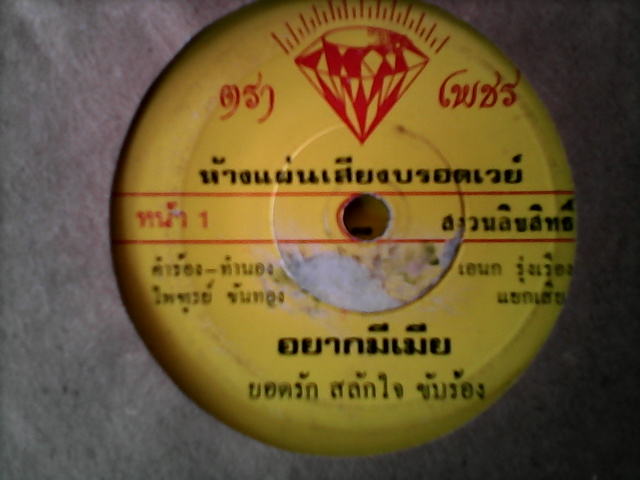 ตรา เพชร
ห้างแผ่นเสียงบรอดเวย์
หน้า 1 สงวนลิขสิทธิ์
คำร้อง-ทำนอง เอนก รุ่งเรือง
ไพฑูรย์ ขันทอง แยกเสีย
อยากมีเมีย
ยอดรัก สลักใจ ขับร้อง